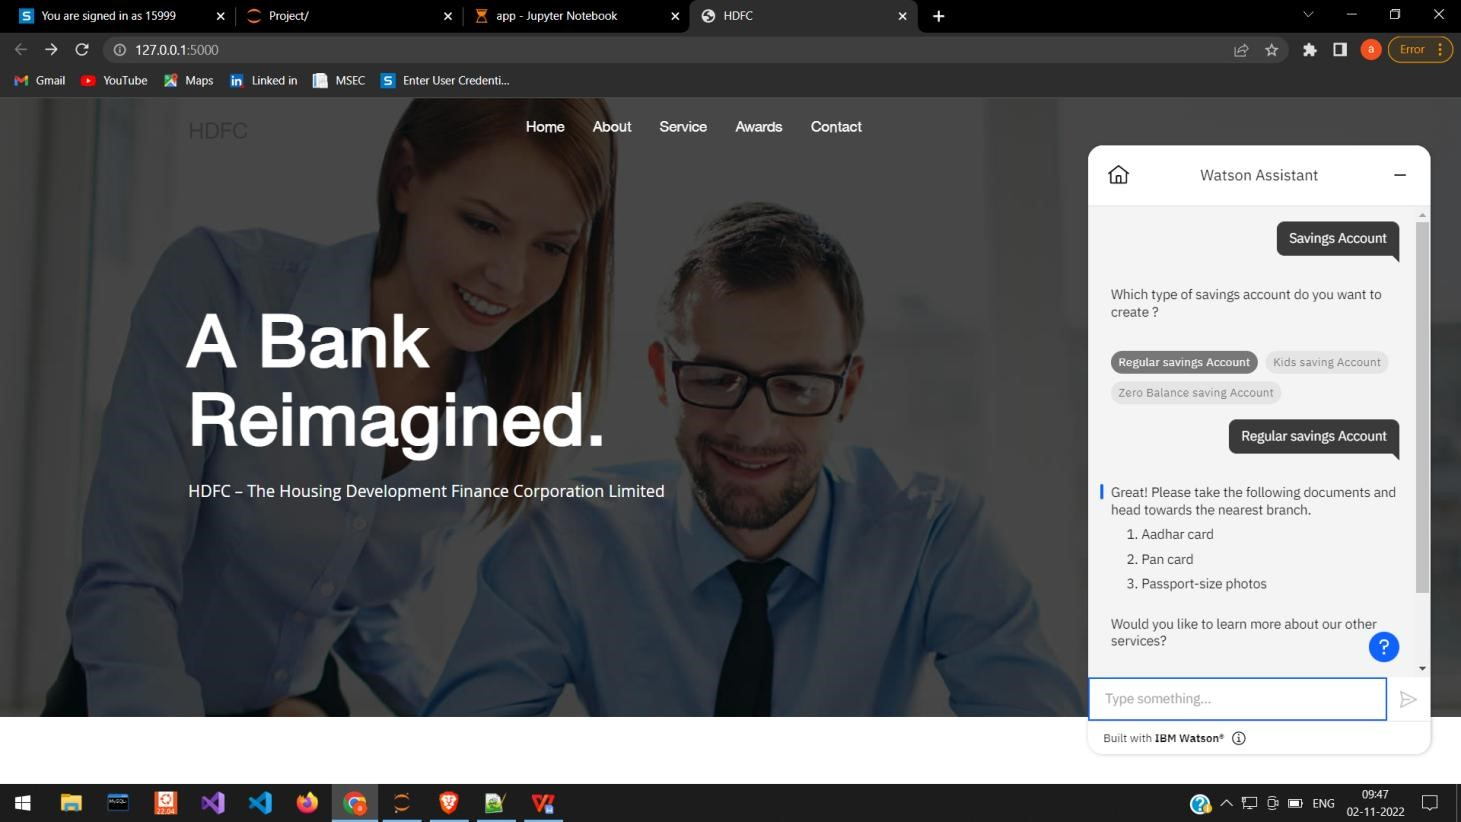 You are signed in as 15999
Project/
app - Jupyter Notebook
HDFC
127.0.0.1:5000
a
Error
Gmail
YouTube
Maps
Linked in
MSEC
Enter User Credenti...
HDFC
Home
About
Service
Awards
Contact
A Bank
Reimagined.
HDFC – The Housing Development Finance Corporation Limited
Watson Assistant
Savings Account
Which type of savings account do you want to
create ?
Regular savings Account
Kids saving Account
Zero Balance saving Account
Regular savings Account
Great! Please take the following documents and
head towards the nearest branch.
1. Aadhar card
2. Pan card
3. Passport-size photos
Would you like to learn more about our other
services?
?
Type something...
Built with IBM Watson®
22.04
ENG
09:47
02-11-2022